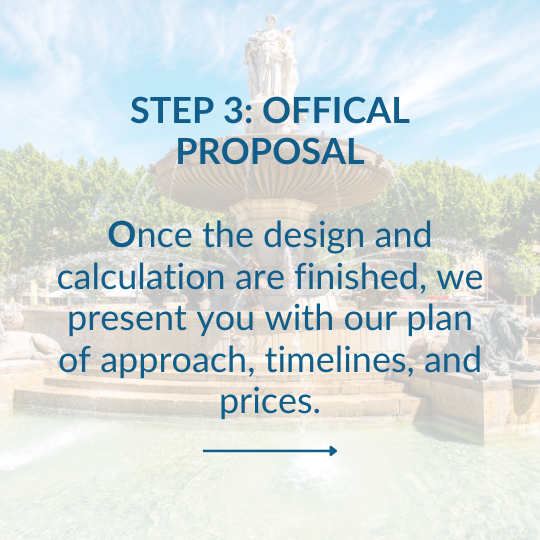 STEP 3: OFFICAL
PROPOSAL
Once the design and
calculation are finished, we
present you with our plan
of approach, timelines, and
prices.